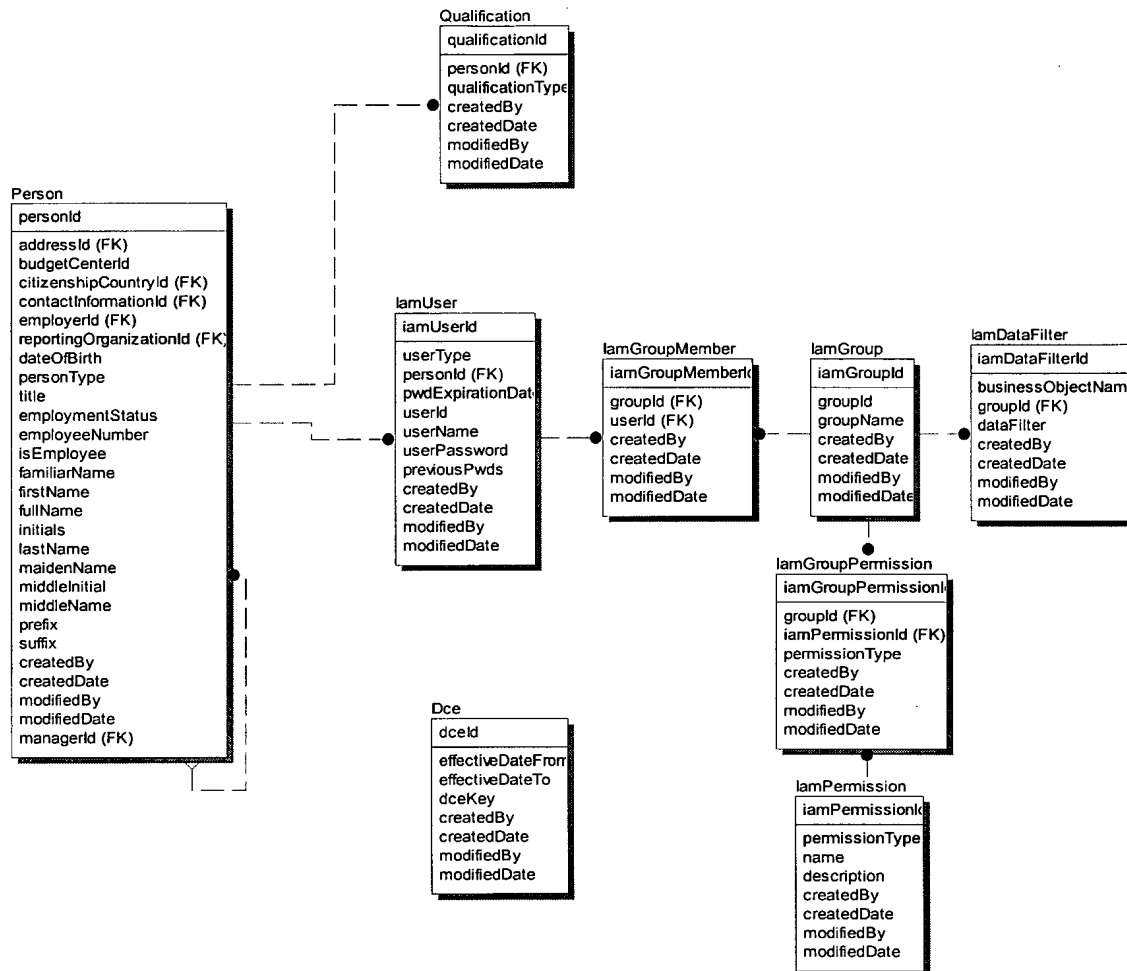 Qualification
qualificationId
personId (FK)
qualificationType
createdBy
createdDate
modifiedBy
modifiedDate
Person
personId
addressId (FK)
budgetCenterId
citizenshipCountryId (FK)
contactInformationId (FK)
employerId (FK)
reportingOrganizationId (FK)
dateOfBirth
personType
title
employmentStatus
employeeNumber
isEmployee
familiarName
firstName
fullName
initials
lastName
maidenName
middleInitial
middleName
prefix
suffix
createdBy
createdDate
modifiedBy
modifiedDate
managerId (FK)
IamUser
iamUserId
userType
personId (FK)
pwdExpirationDat
userId
userName
userPassword
previousPwds
createdBy
createdDate
modifiedBy
modifiedDate
IamGroupMember
iamGroupMemberId
groupId (FK)
userId (FK)
createdBy
createdDate
modifiedBy
modifiedDate
IamGroup
iamGroupId
groupId
groupName
createdBy
createdDate
modifiedBy
modifiedDate
IamDataFilter
iamDataFilterId
businessObjectNam
groupId (FK)
dataFilter
createdBy
createdDate
modifiedBy
modifiedDate
IamGroupPermission
iamGroupPermissionI
groupId (FK)
iamPermissionId (FK)
permissionType
createdBy
createdDate
modifiedBy
modifiedDate
Dce
dceId
effectiveDateFrom
effectiveDateTo
dceKey
createdBy
createdDate
modifiedBy
modifiedDate
IamPermission
iamPermissionId
permissionType
name
description
createdBy
createdDate
modifiedBy
modifiedDate